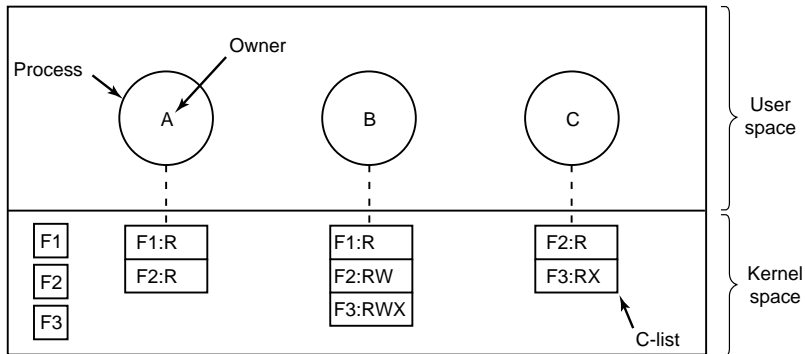 Owner
Process
A
B
C
User
space
F1
F2
F3
F1:R
F2:R
F1:R
F2:RW
F3:RWX
F2:R
F3:RX
C-list
Kernel
space